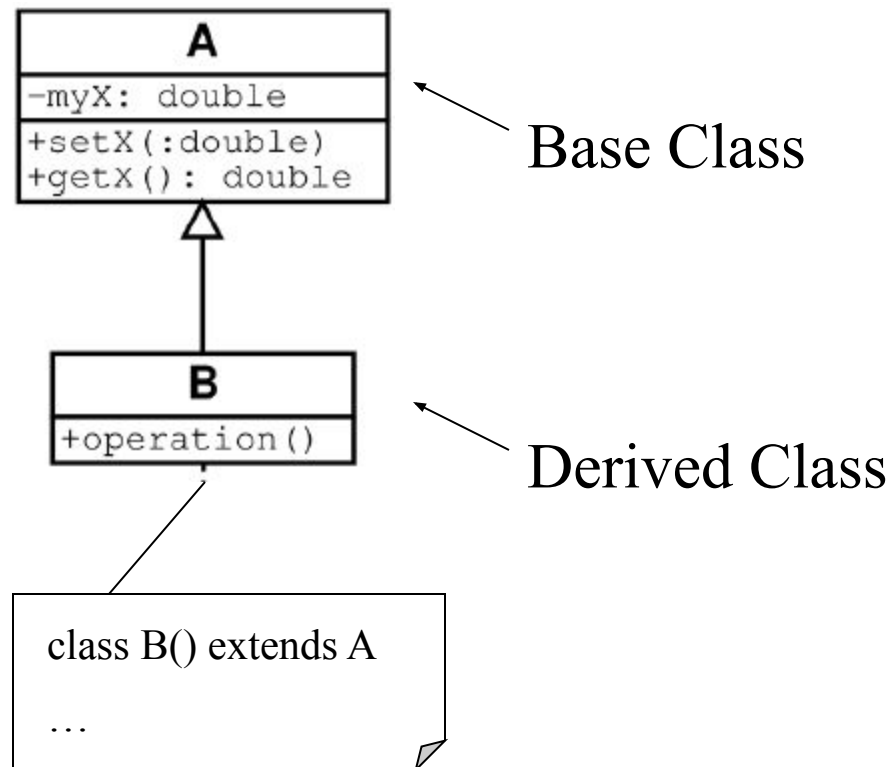 A
-myX: double
+setX(:double)
+getX(): double
Base Class
B
+operation()
Derived Class
class B() extends A
…